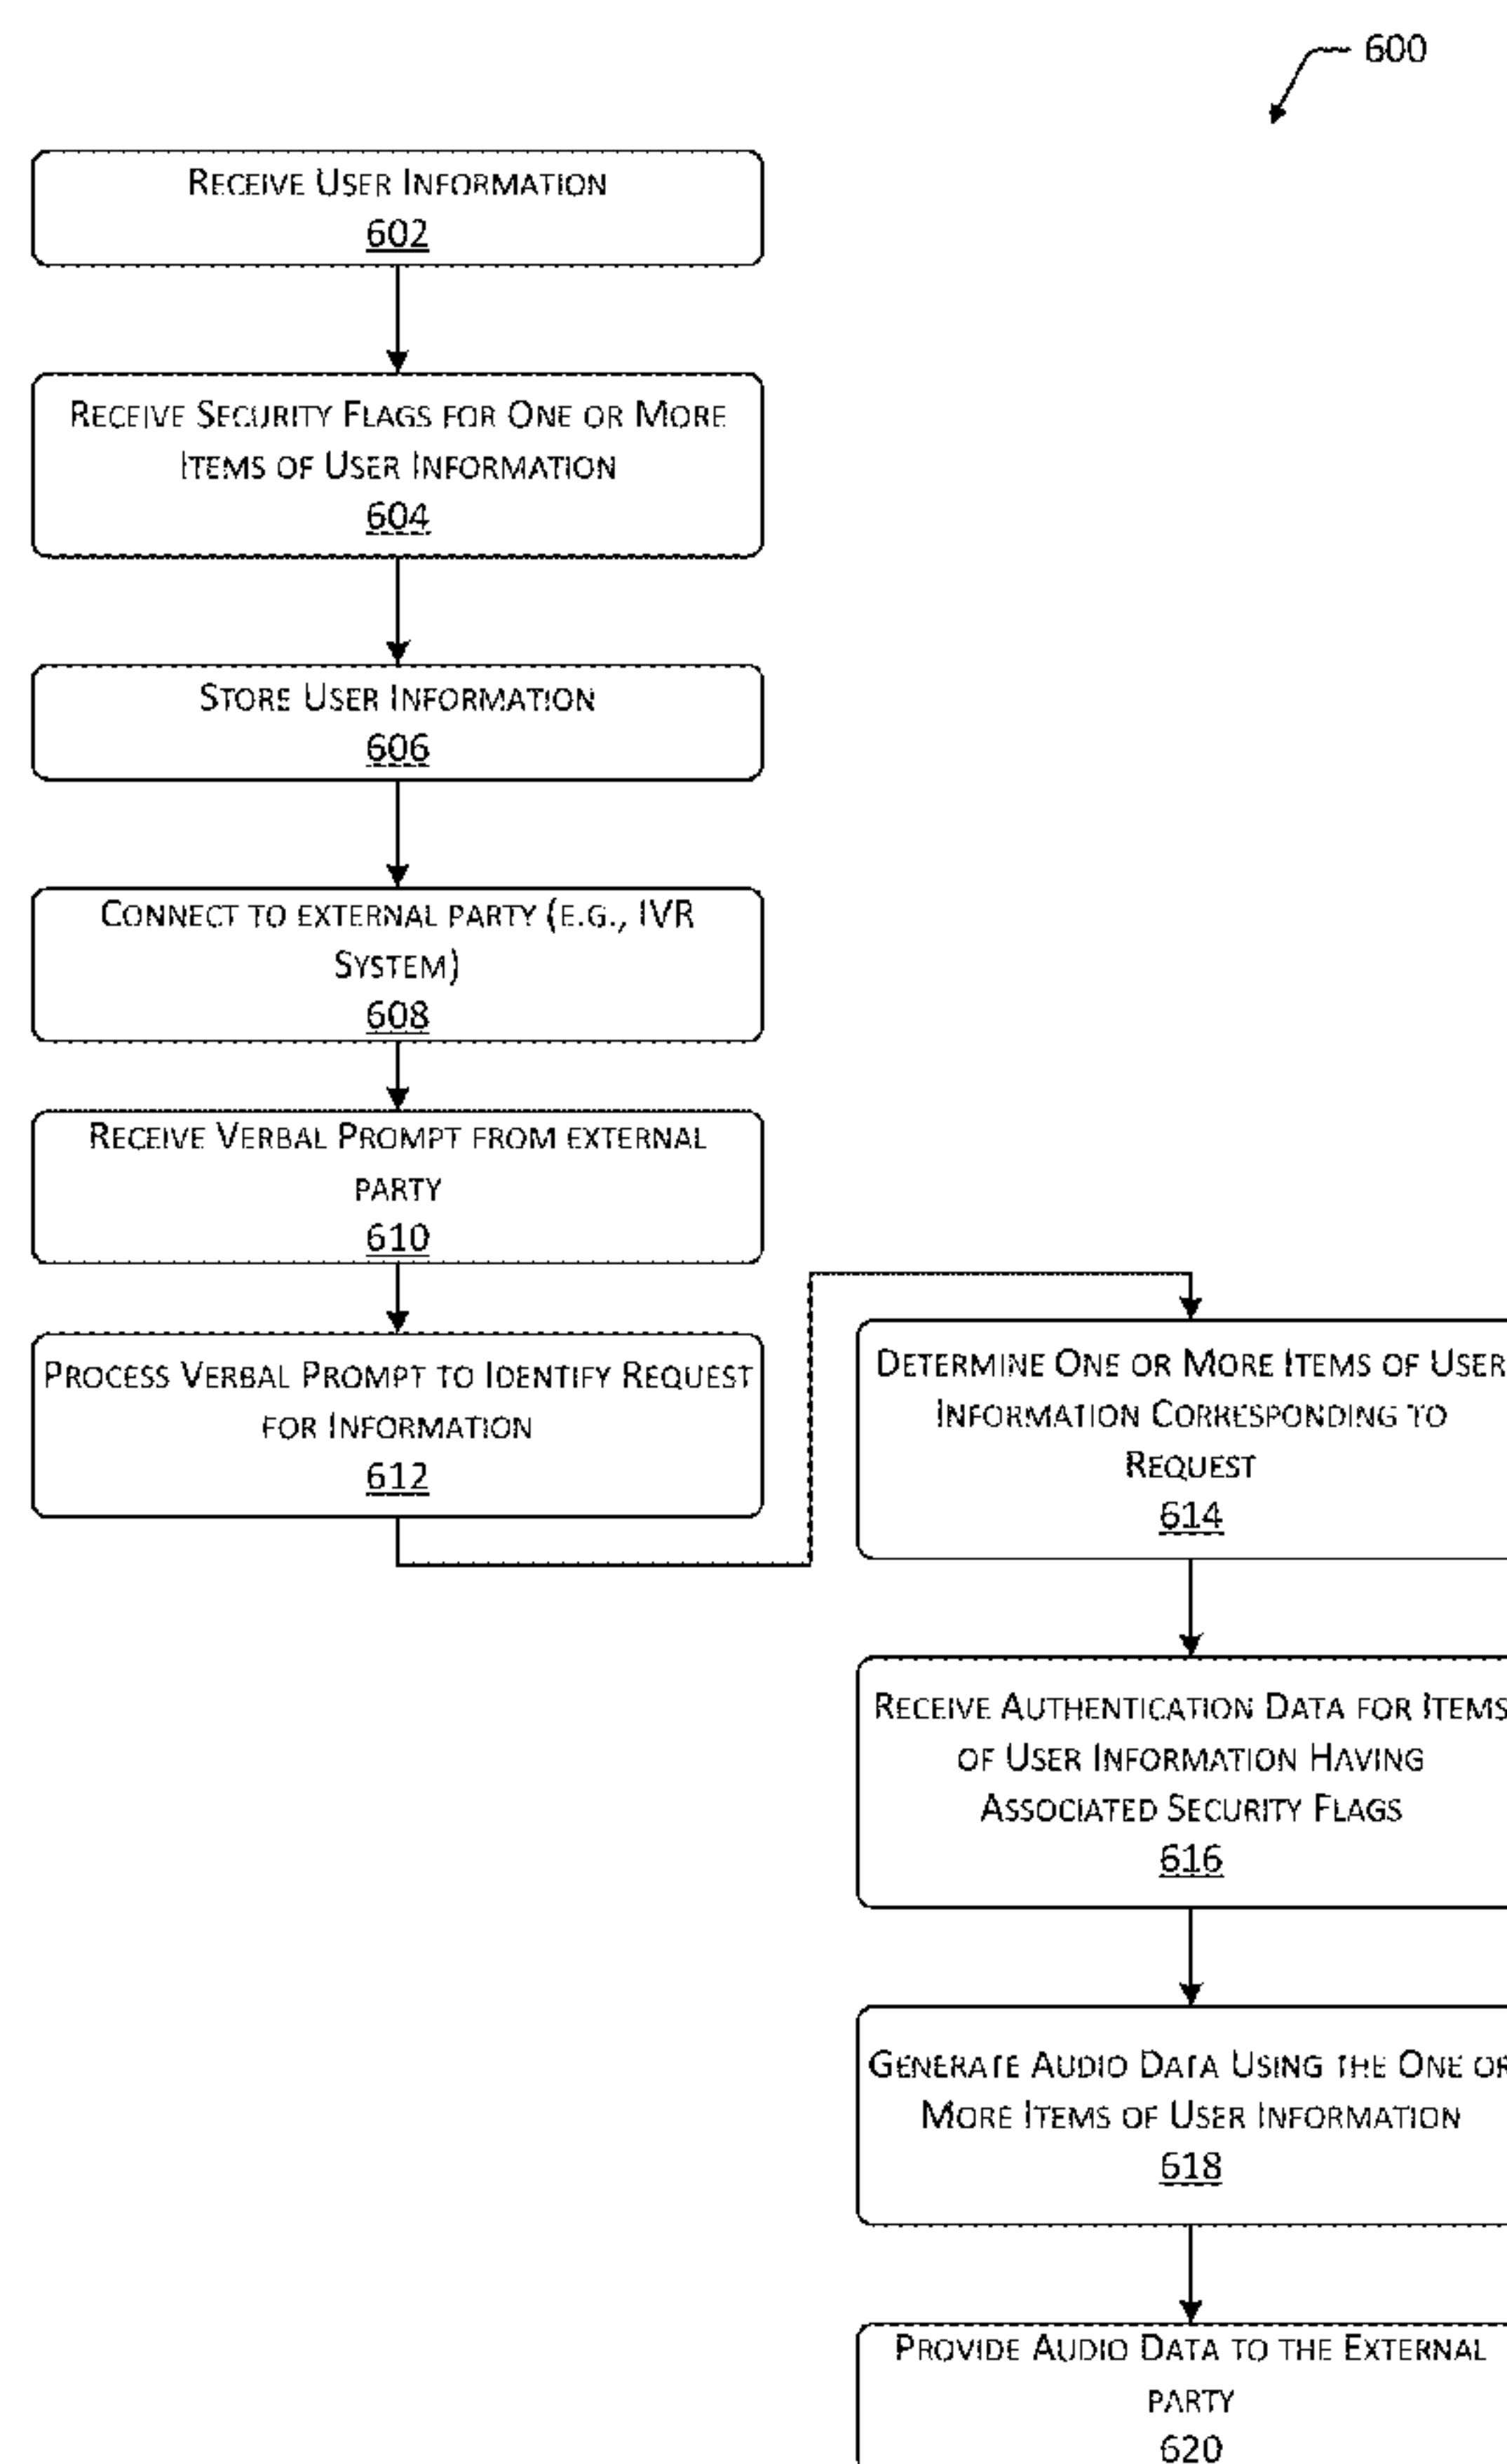 600
RECEIVE USER INFORMATION
602
RECEIVE SECURITY FLAGS FOR ONE OR MORE
ITEMS OF USER INFORMATION
604
STORE USER INFORMATION
606
CONNECT TO EXTERNAL PARTY (E.G., IVR
SYSTEM)
608
RECEIVE VERBAL PROMPT FROM EXTERNAL
PARTY
610
PROCESS VERBAL PROMPT TO IDENTIFY REQUEST
FOR INFORMATION
612
DETERMINE ONE OR MORE ITEMS OF USER
INFORMATION CORRESPONDING TO
REQUEST
614
RECEIVE AUTHENTICATION DATA FOR ITEMS
OF USER INFORMATION HAVING
ASSOCIATED SECURITY FLAGS
616
GENERATE AUDIO DATA USING THE ONE OR
MORE ITEMS OF USER INFORMATION
618
PROVIDE AUDIO DATA TO THE EXTERNAL
PARTY
620